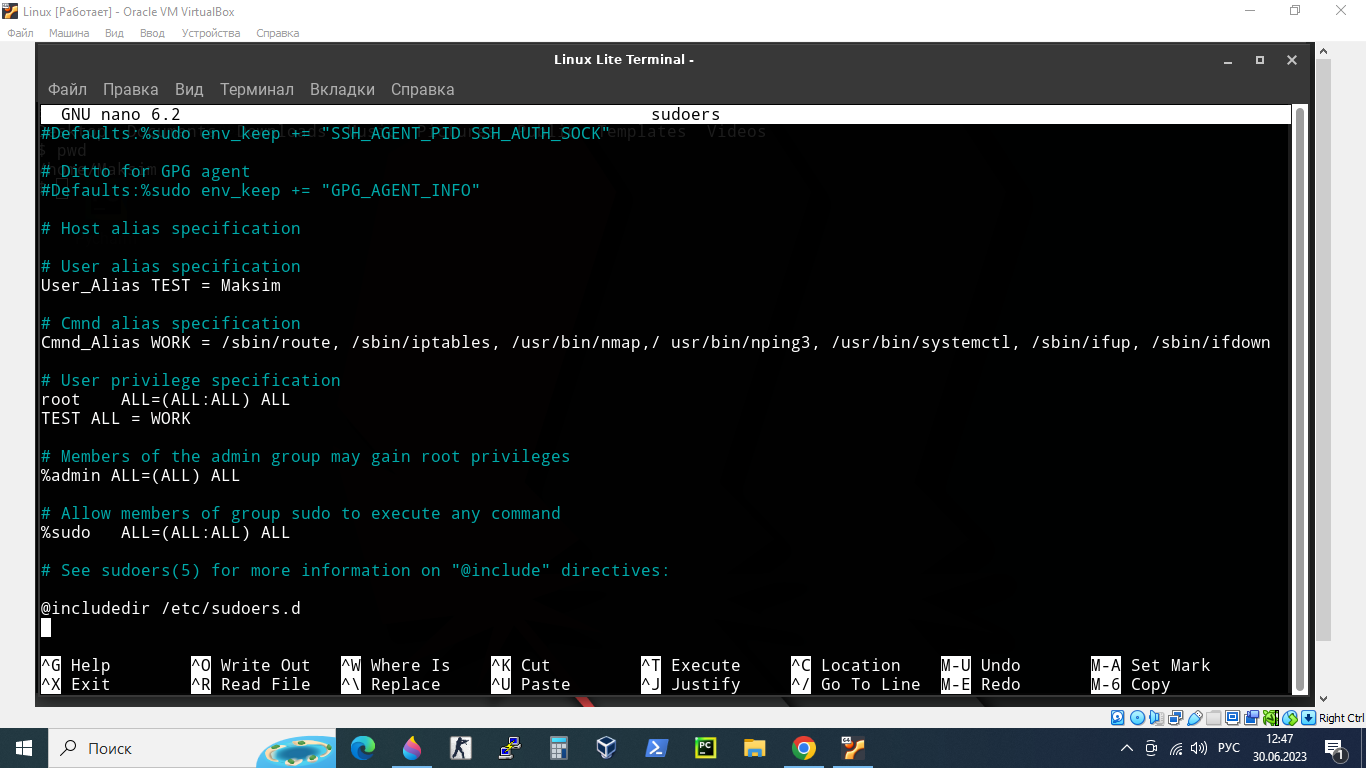 Linux [Работает] - Oracle VM VirtualBox
Файл Машина Вид Ввод Устройства Справка
Linux Lite Terminal -
Файл Правка Вид Терминал Вкладки Справка
GNU nano 6.2 sudoers
#Defaults:%sudo env_keep += "SSH_AGENT_PID SSH_AUTH_SOCK"
Templates Videos
$ pwd
# Ditto for GPG agent
#Defaults:%sudo env_keep += "GPG_AGENT_INFO"
# Host alias specification
# User alias specification
User_Alias TEST = Maksim
# Cmnd alias specification
Cmnd_Alias WORK = /sbin/route, /sbin/iptables, /usr/bin/nmap,/ usr/bin/nping3, /usr/bin/systemctl, /sbin/ifup, /sbin/ifdown
# User privilege specification
root ALL=(ALL:ALL) ALL
TEST ALL = WORK
# Members of the admin group may gain root privileges
%admin ALL=(ALL) ALL
# Allow members of group sudo to execute any command
%sudo ALL=(ALL:ALL) ALL
# See sudoers(5) for more information on "@include" directives:
@includedir /etc/sudoers.d
^G Help ^O Write Out ^W Where Is ^K Cut ^T Execute ^C Location M-U Undo M-A Set Mark
^X Exit ^R Read File ^\ Replace ^U Paste ^J Justify ^/ Go To Line M-E Redo M-6 Copy
Right Ctrl
Поиск
PC
64
РУС
12:47
30.06.2023
1